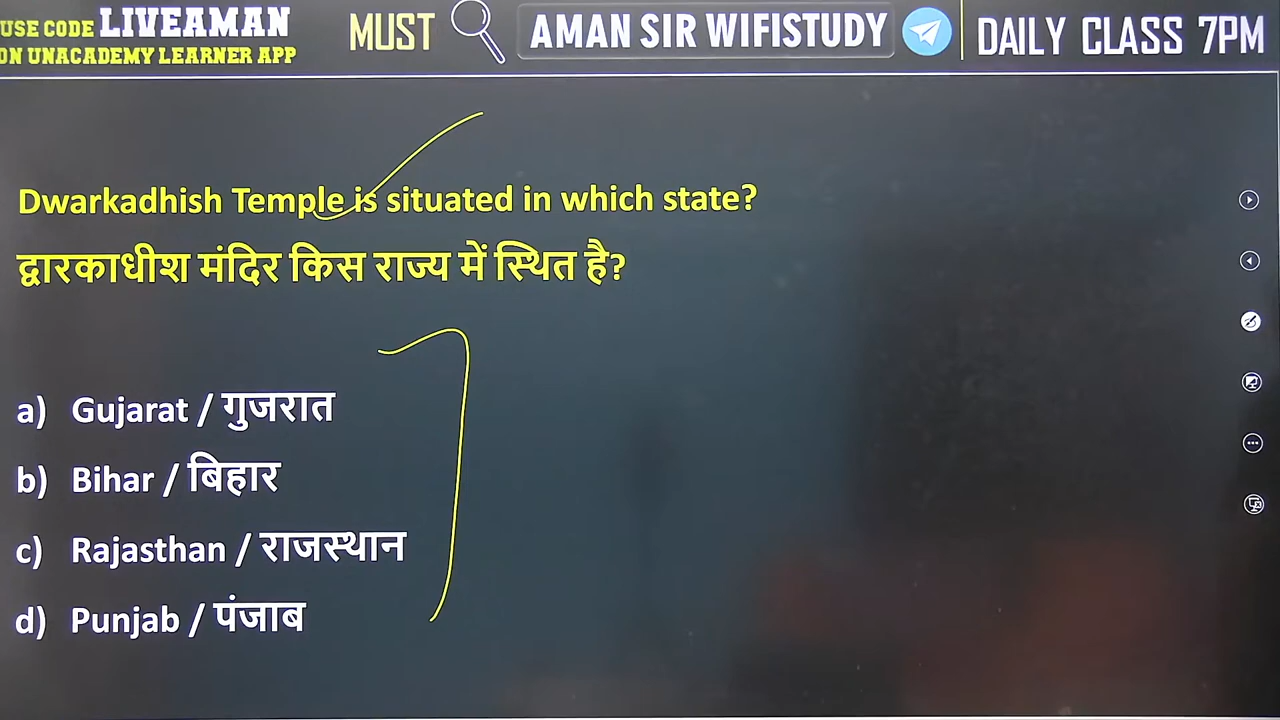 USE CODE LIVEAMAN
ON UNACADEMY LEARNER APP
MUST
AMAN SIR WIFISTUDY
DAILY CLASS 7PM
Dwarkadhish Temple is situated in which state?
द्वारकाधीश मंदिर किस राज्य में स्थित है?
a) Gujarat / गुजरात
b) Bihar / बिहार
c) Rajasthan / राजस्थान
d) Punjab / पंजाब